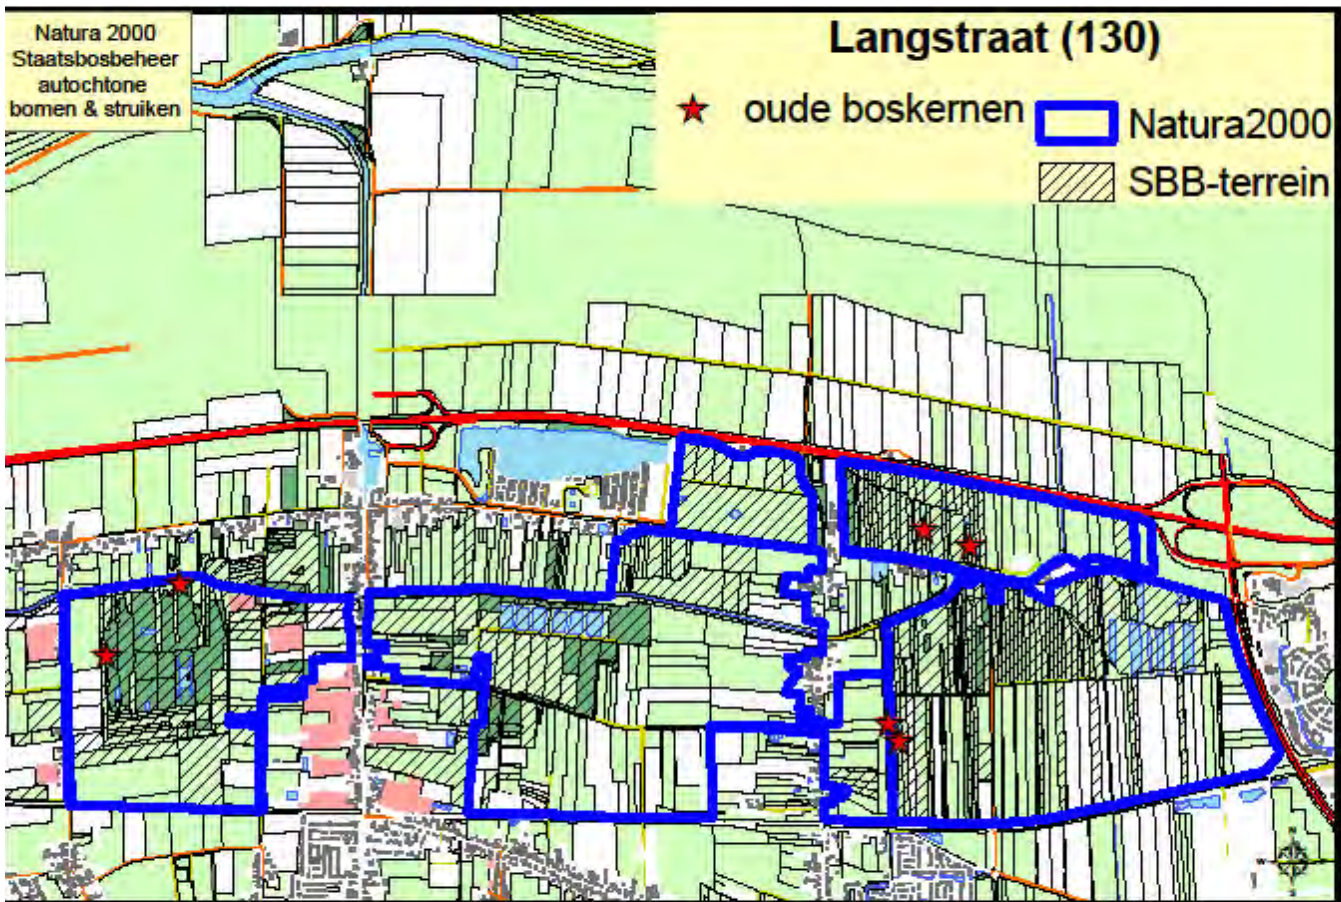 Natura 2000
Staatsbosbeheer
autochtone
bomen & struiken
Langstraat (130)
oude boskernen
Natura2000
SBB-terrein